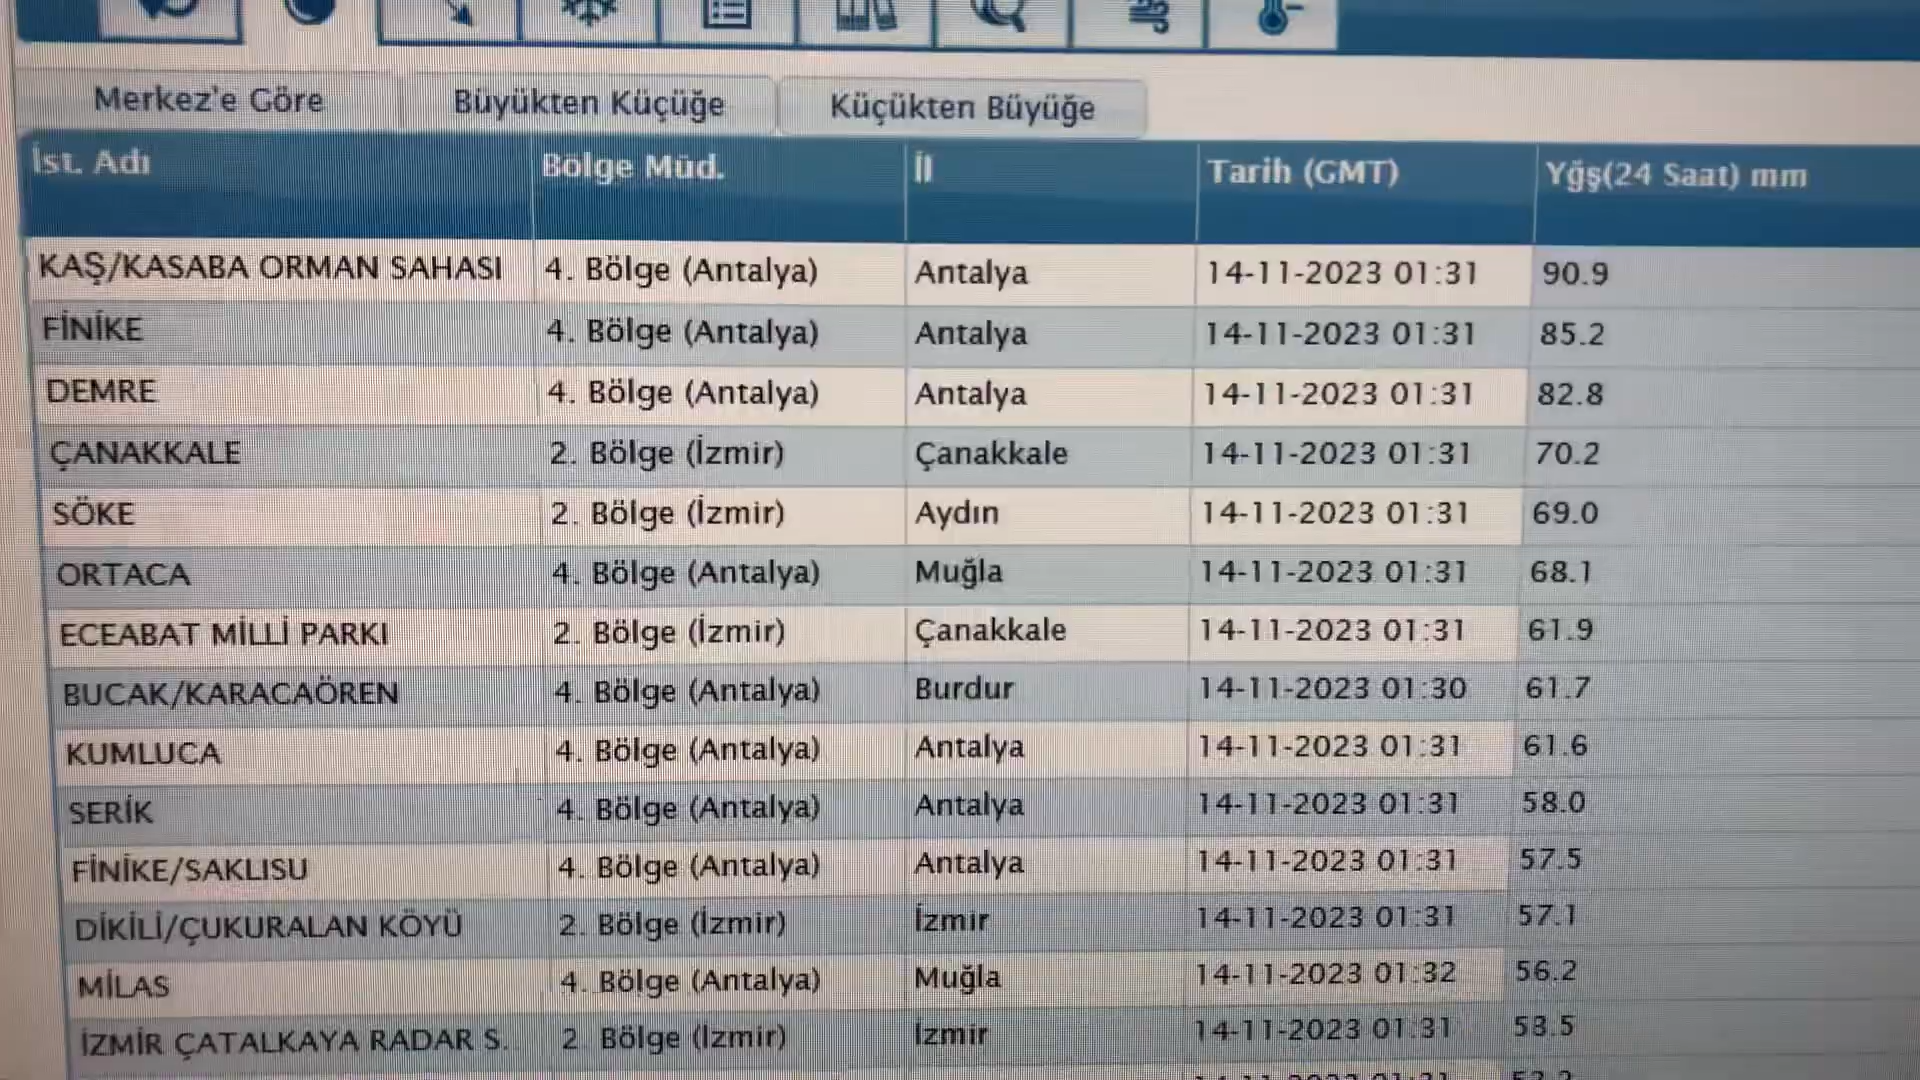 Merkez'e Göre Büyükten Küçüğe Küçükten Büyüğe
İst. Adı Bölge Müd. İl Tarih (GMT) Yğş(24 Saat) mm
KAŞ/KASABA ORMAN SAHASI 4. Bölge (Antalya) Antalya 14-11-2023 01:31 90.9
FİNİKE 4. Bölge (Antalya) Antalya 14-11-2023 01:31 85.2
DEMRE 4. Bölge (Antalya) Antalya 14-11-2023 01:31 82.8
ÇANAKKALE 2. Bölge (İzmir) Çanakkale 14-11-2023 01:31 70.2
SÖKE 2. Bölge (İzmir) Aydın 14-11-2023 01:31 69.0
ORTACA 4. Bölge (Antalya) Muğla 14-11-2023 01:31 68.1
ECEABAT MİLLİ PARKI 2. Bölge (İzmir) Çanakkale 14-11-2023 01:31 61.9
BUCAK/KARACAÖREN 4. Bölge (Antalya) Burdur 14-11-2023 01:30 61.7
KUMLUCA 4. Bölge (Antalya) Antalya 14-11-2023 01:31 61.6
SERİK 4. Bölge (Antalya) Antalya 14-11-2023 01:31 58.0
FİNİKE/SAKLISU 4. Bölge (Antalya) Antalya 14-11-2023 01:31 57.5
DİKİLİ/ÇUKURALAN KÖYÜ 2. Bölge (İzmir) İzmir 14-11-2023 01:31 57.1
MİLAS 4. Bölge (Antalya) Muğla 14-11-2023 01:32 56.2
İZMİR ÇATALKAYA RADAR S. 2. Bölge (İzmir) İzmir 14-11-2023 01:31 53.5